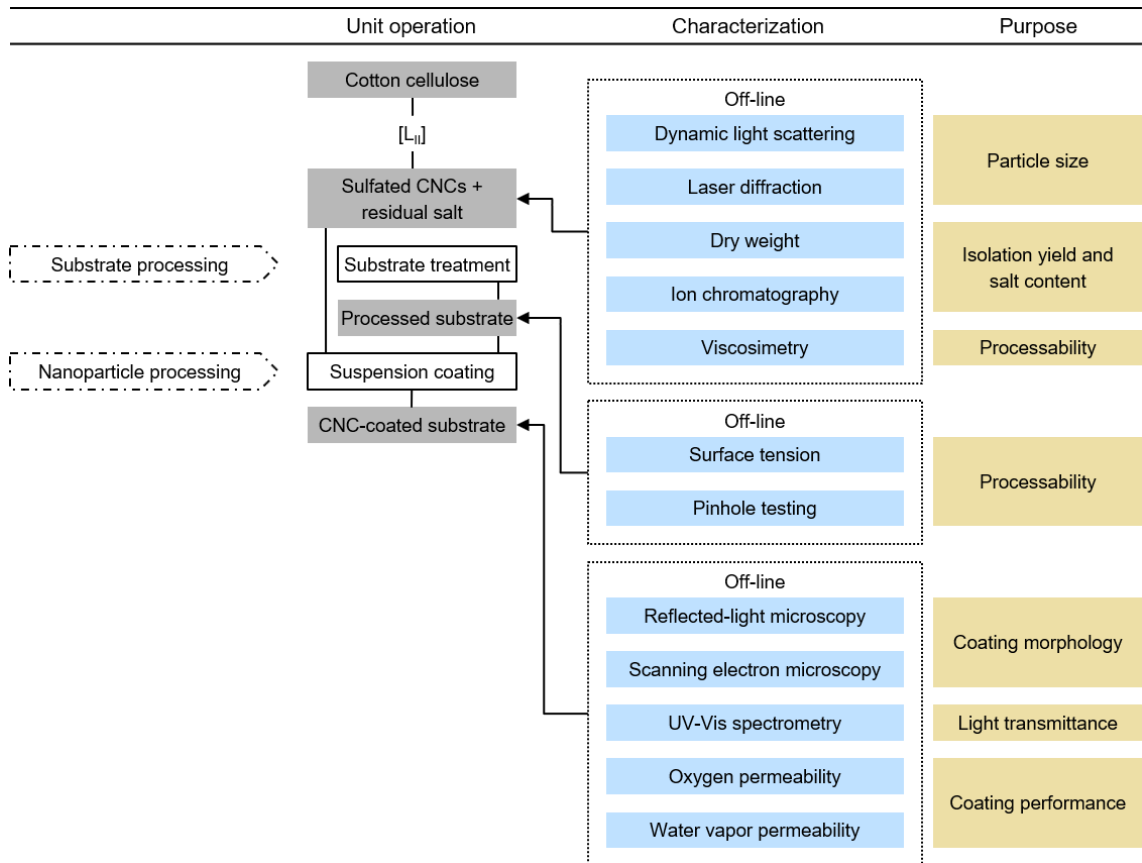 Unit operation
Characterization
Purpose
Cotton cellulose
[L_II]
Sulfated CNCs +
residual salt
Substrate processing
Substrate treatment
Processed substrate
Nanoparticle processing
Suspension coating
CNC-coated substrate
Off-line
Dynamic light scattering
Laser diffraction
Dry weight
Ion chromatography
Viscosimetry
Particle size
Isolation yield and
salt content
Processability
Off-line
Surface tension
Pinhole testing
Processability
Off-line
Reflected-light microscopy
Scanning electron microscopy
UV-Vis spectrometry
Oxygen permeability
Water vapor permeability
Coating morphology
Light transmittance
Coating performance